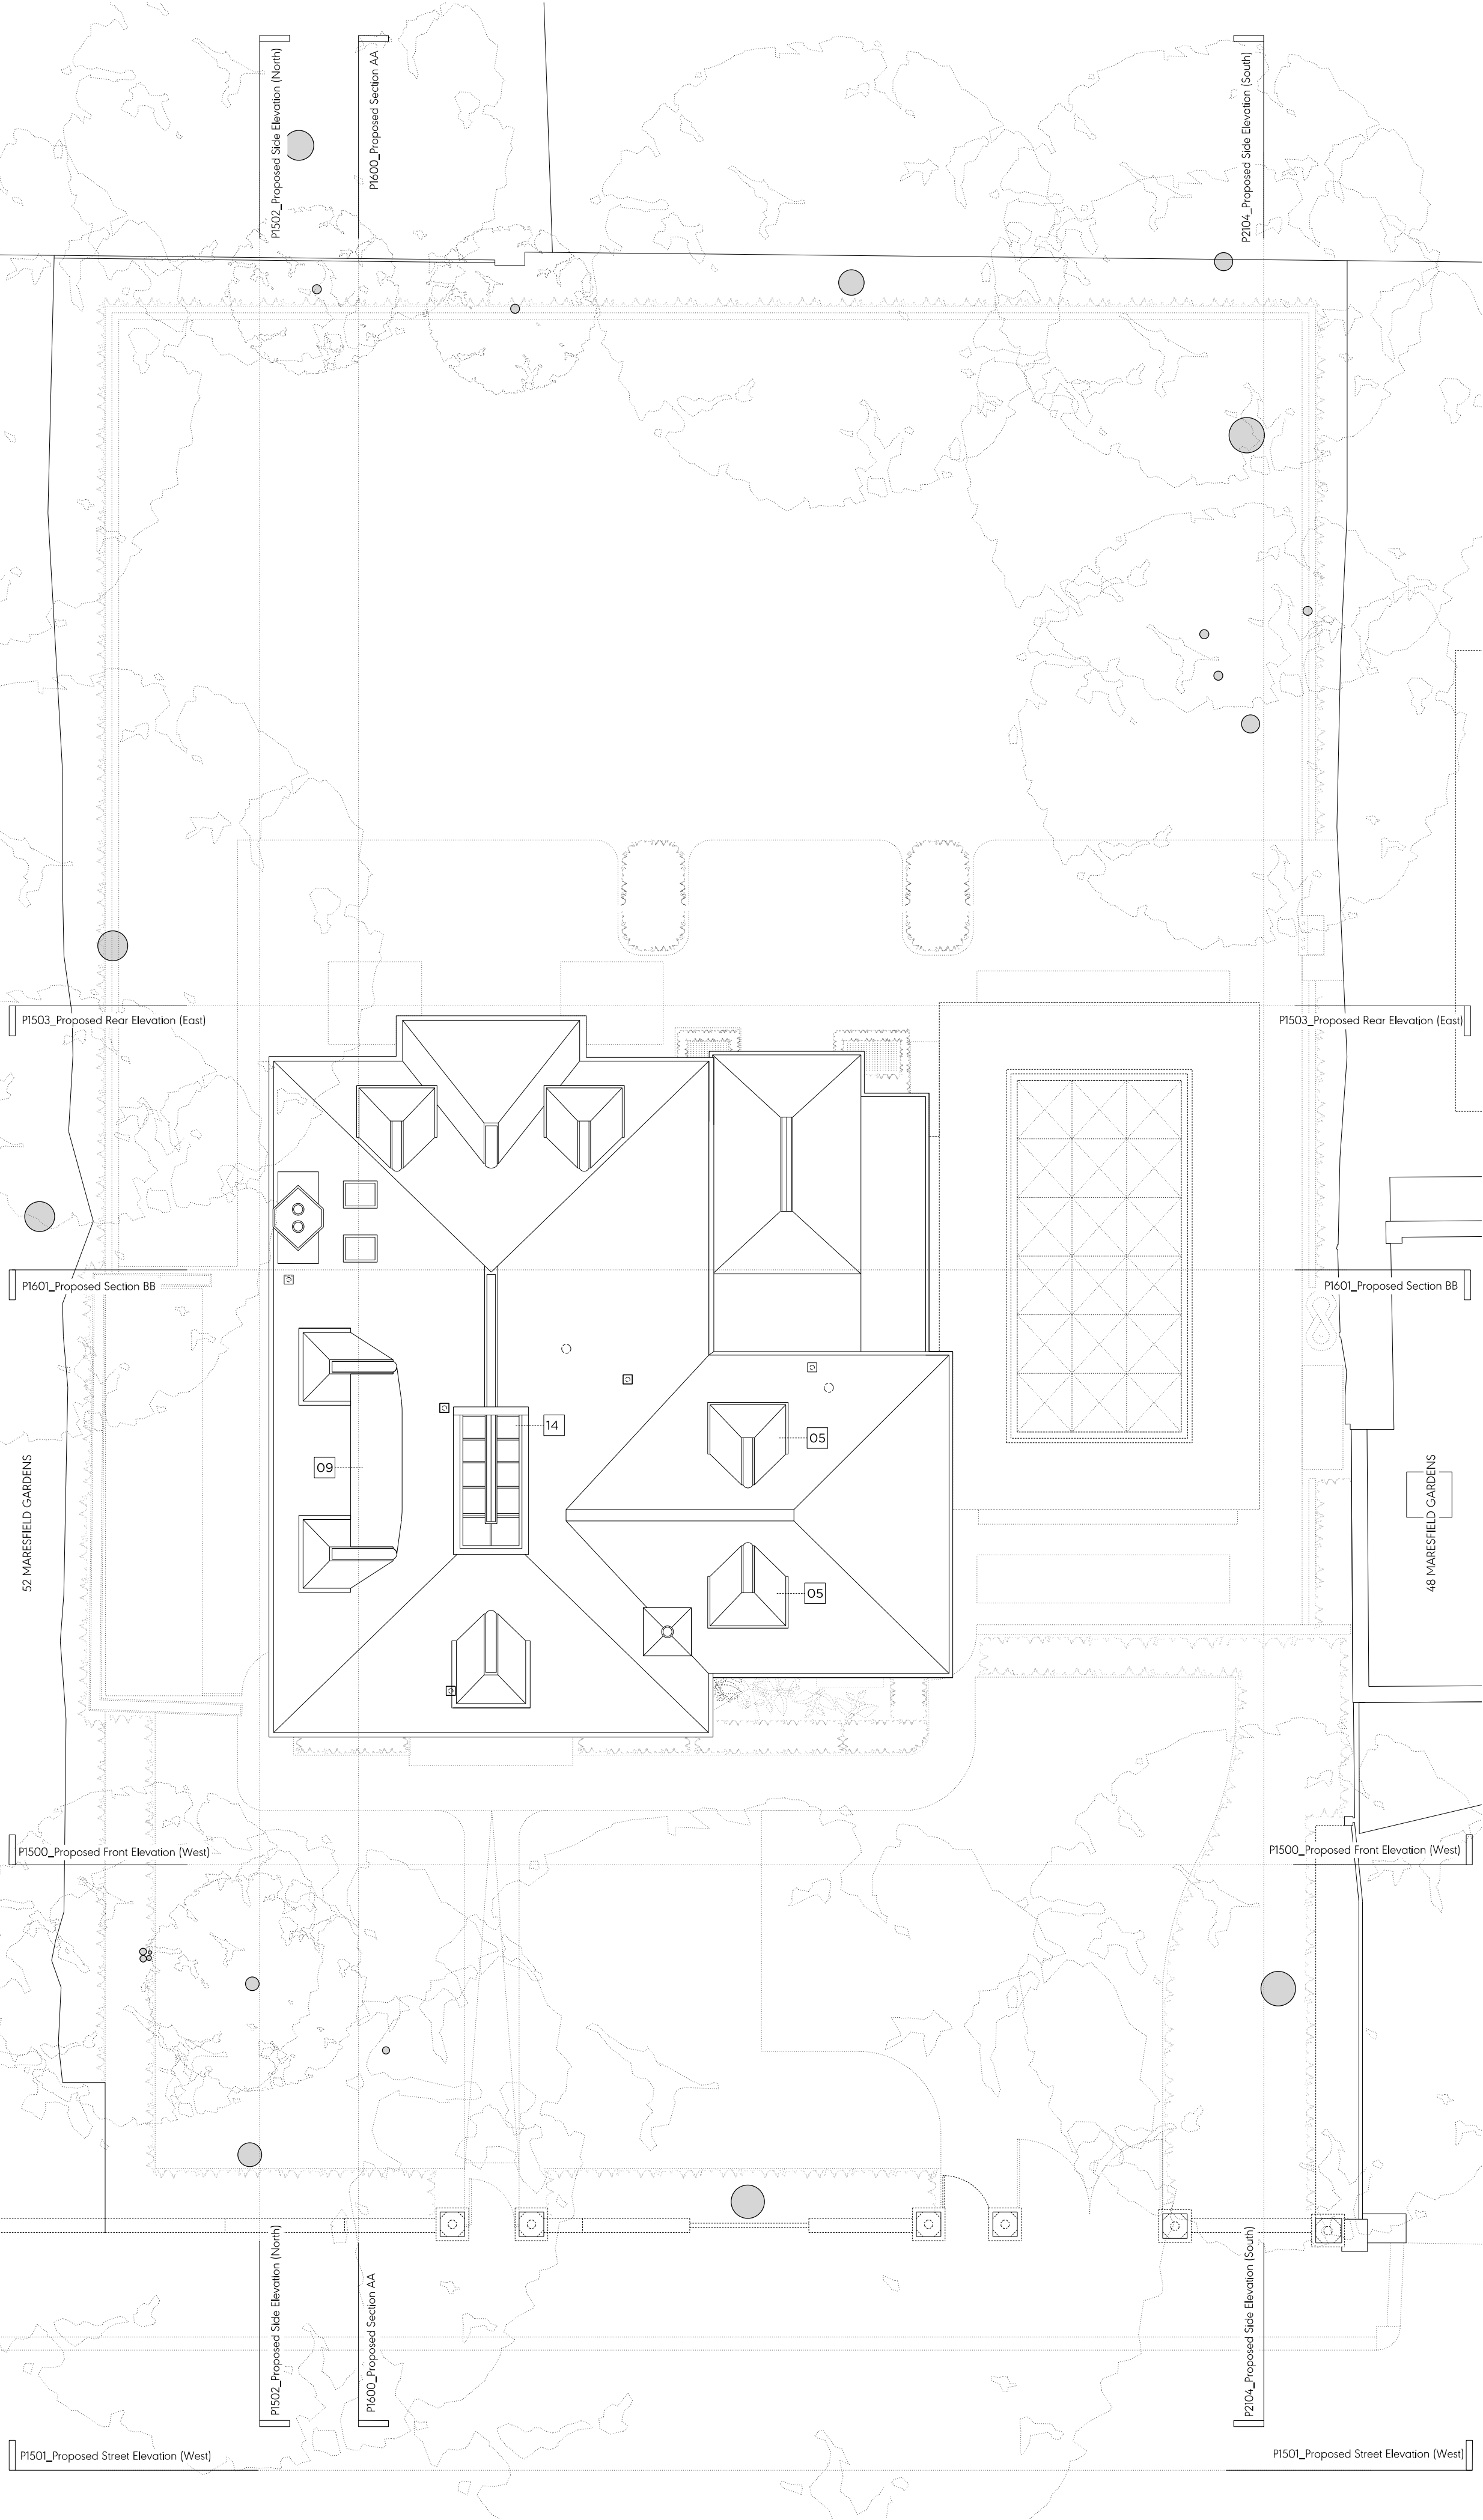 P1502_Proposed Side Elevation (North)
P1600_Proposed Section AA
P2104_Proposed Side Elevation (South)
P1503_Proposed Rear Elevation (East)
P1503_Proposed Rear Elevation (East)
P1601_Proposed Section BB
P1601_Proposed Section BB
14
05
09
52 MARESFIELD GARDENS
48 MARESFIELD GARDENS
05
P1500_Proposed Front Elevation (West)
P1500_Proposed Front Elevation (West)
P1502_Proposed Side Elevation (North)
P1600_Proposed Section AA
P2104_Proposed Side Elevation (South)
P1501_Proposed Street Elevation (West)
P1501_Proposed Street Elevation (West)